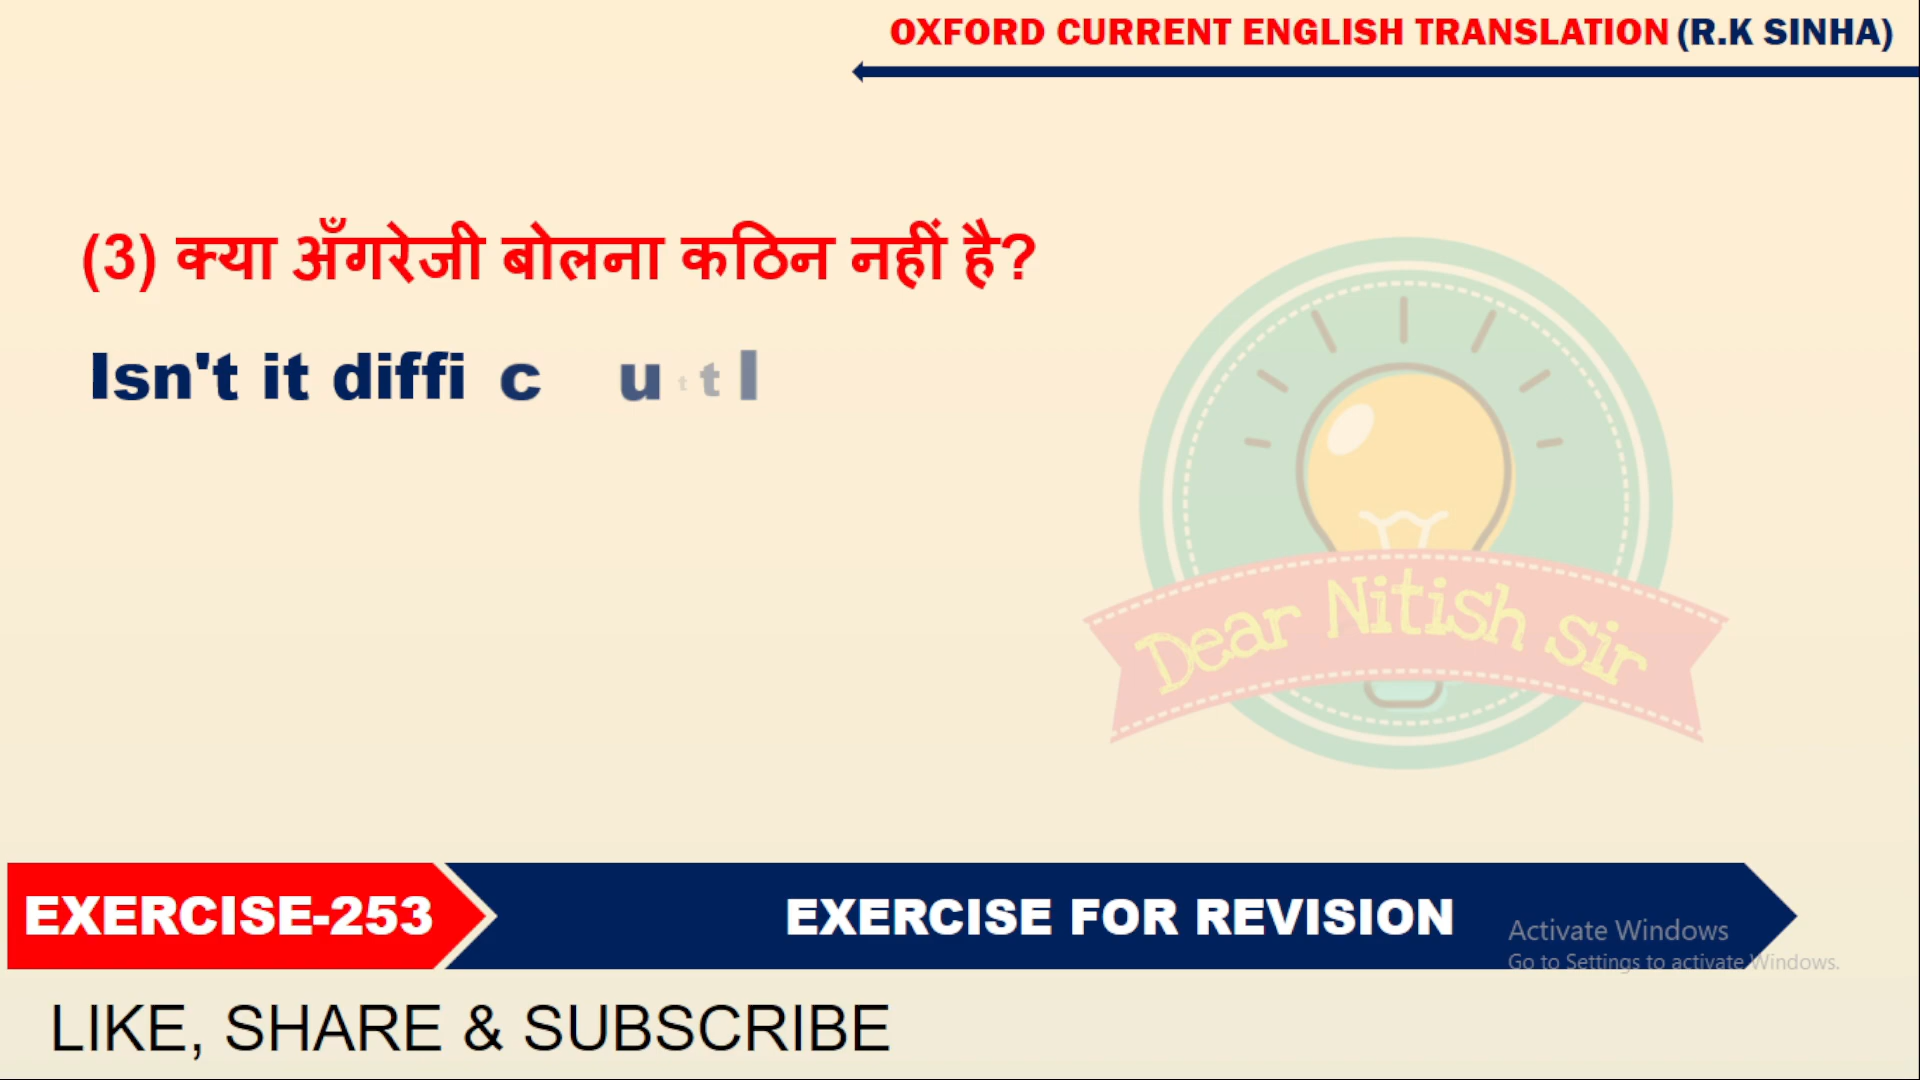 OXFORD CURRENT ENGLISH TRANSLATION (R.K SINHA)
(3) क्या अँगरेजी बोलना कठिन नहीं है?
Isn't it diffi c u t t l
Dear Nitish Sir
EXERCISE-253
EXERCISE FOR REVISION
Activate Windows
Go to Settings to activate Windows.
LIKE, SHARE & SUBSCRIBE